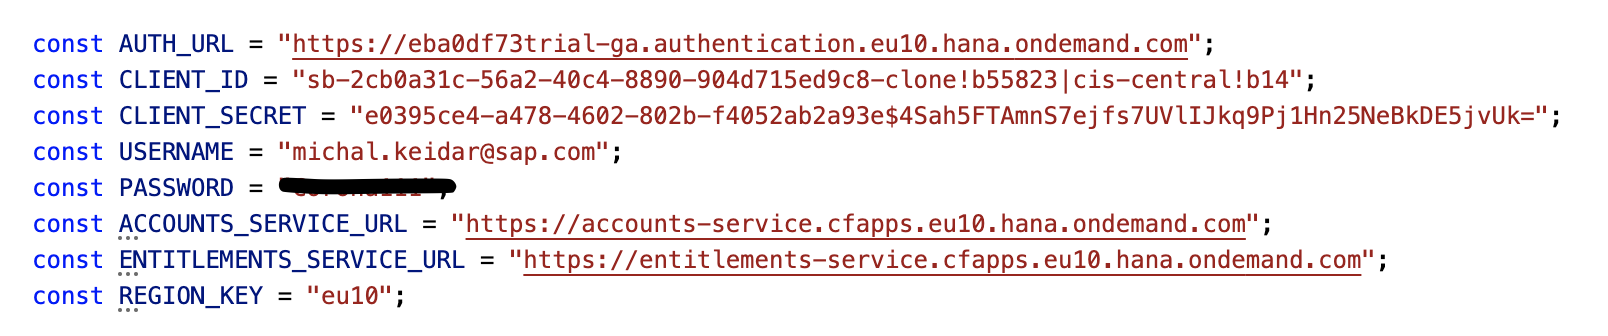 const AUTH_URL = "https://eba0df73trial-ga.authentication.eu10.hana.ondemand.com";
const CLIENT_ID = "sb-2cb0a31c-56a2-40c4-8890-904d715ed9c8-clone!b55823|cis-central!b14";
const CLIENT_SECRET = "e0395ce4-a478-4602-802b-f4052ab2a93e$4Sah5FTAmnS7ejfs7UVlIJkq9Pj1Hn25NeBkDE5jvUk=";
const USERNAME = "michal.keidar@sap.com";
const PASSWORD =
const ACCOUNTS_SERVICE_URL = "https://accounts-service.cfapps.eu10.hana.ondemand.com";
const ENTITLEMENTS_SERVICE_URL = "https://entitlements-service.cfapps.eu10.hana.ondemand.com";
const REGION_KEY = "eu10";